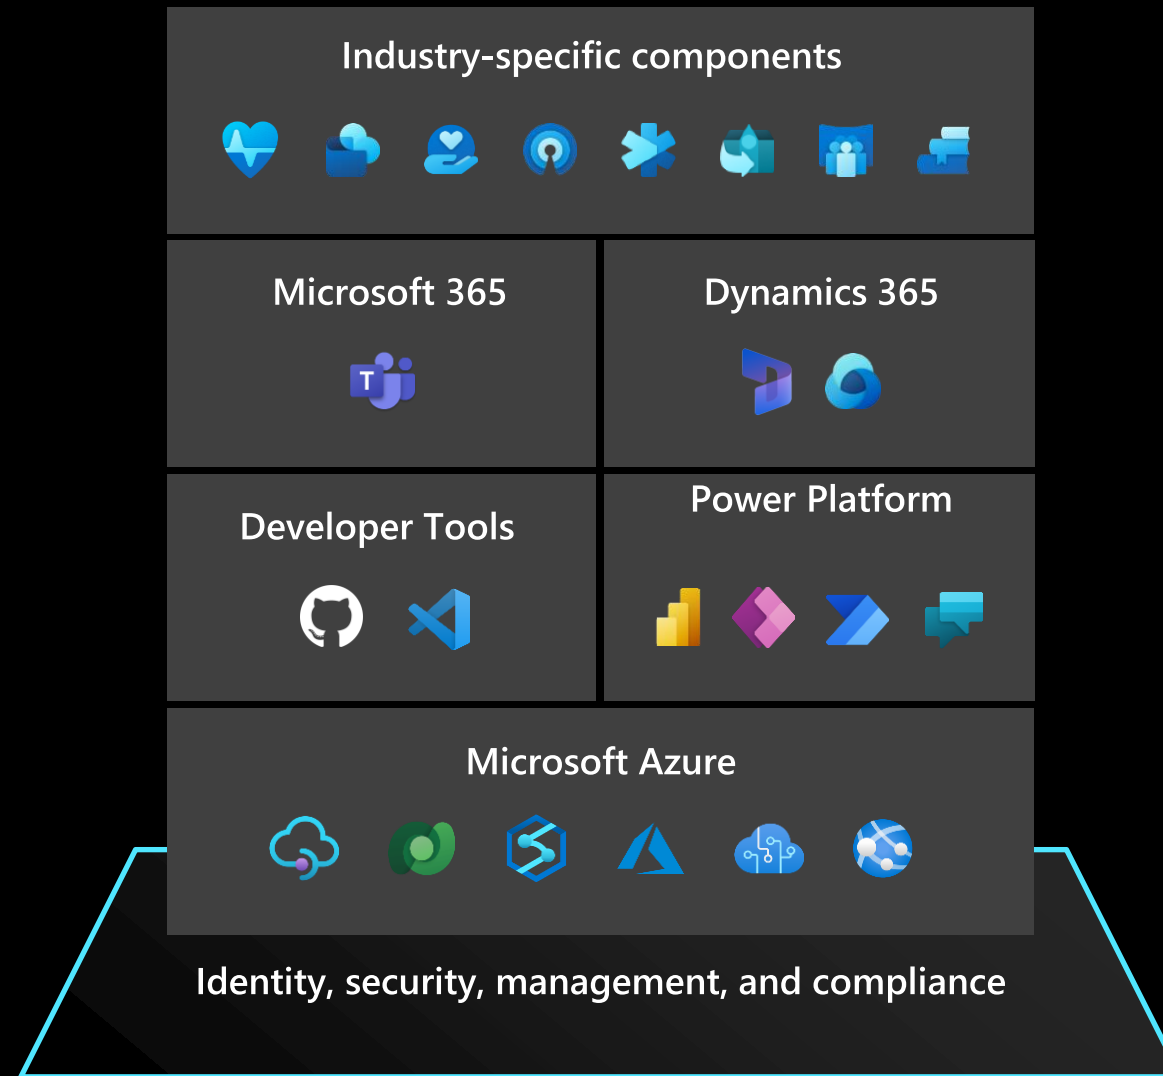 Industry-specific components
Microsoft 365
Dynamics 365
T
Developer Tools
Power Platform
Microsoft Azure
Identity, security, management, and compliance